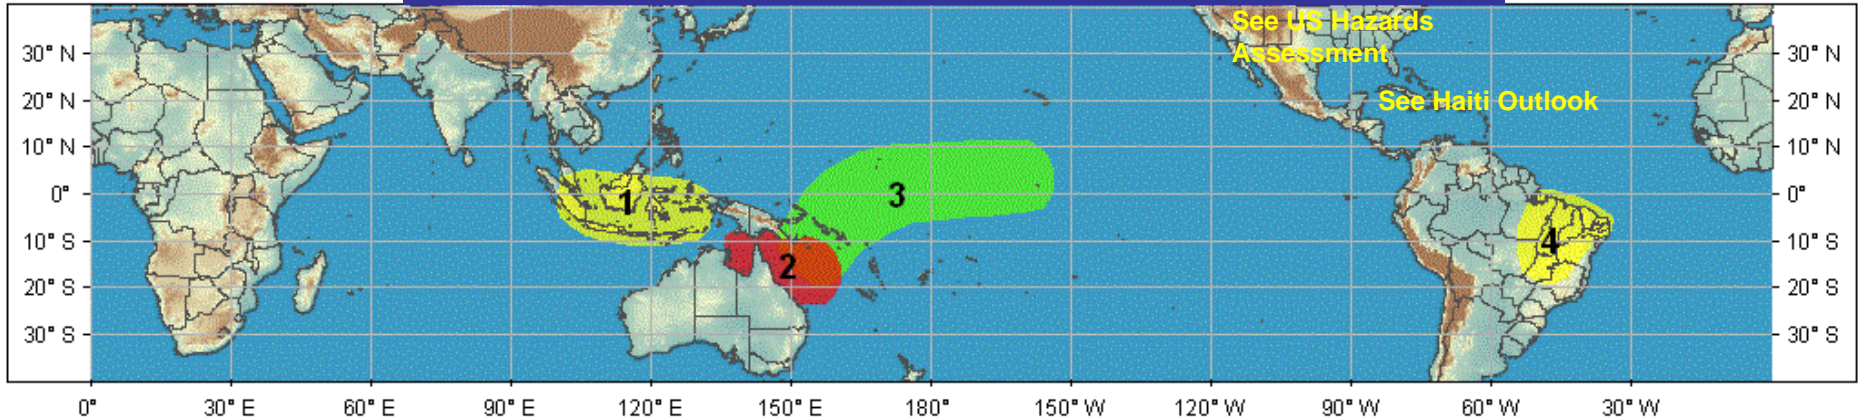 See US Hazards
Assessment
30° N 30° N
20° N See Haiti Outlook 20° N
10° N 10° N
0° 1 3 0°
10° S 2 4 10° S
20° S 20° S
30° S 30° S
0° 30° E 60° E 90° E 120° E 150° E 180° 150° W 120° W 90° W 60° W 30° W